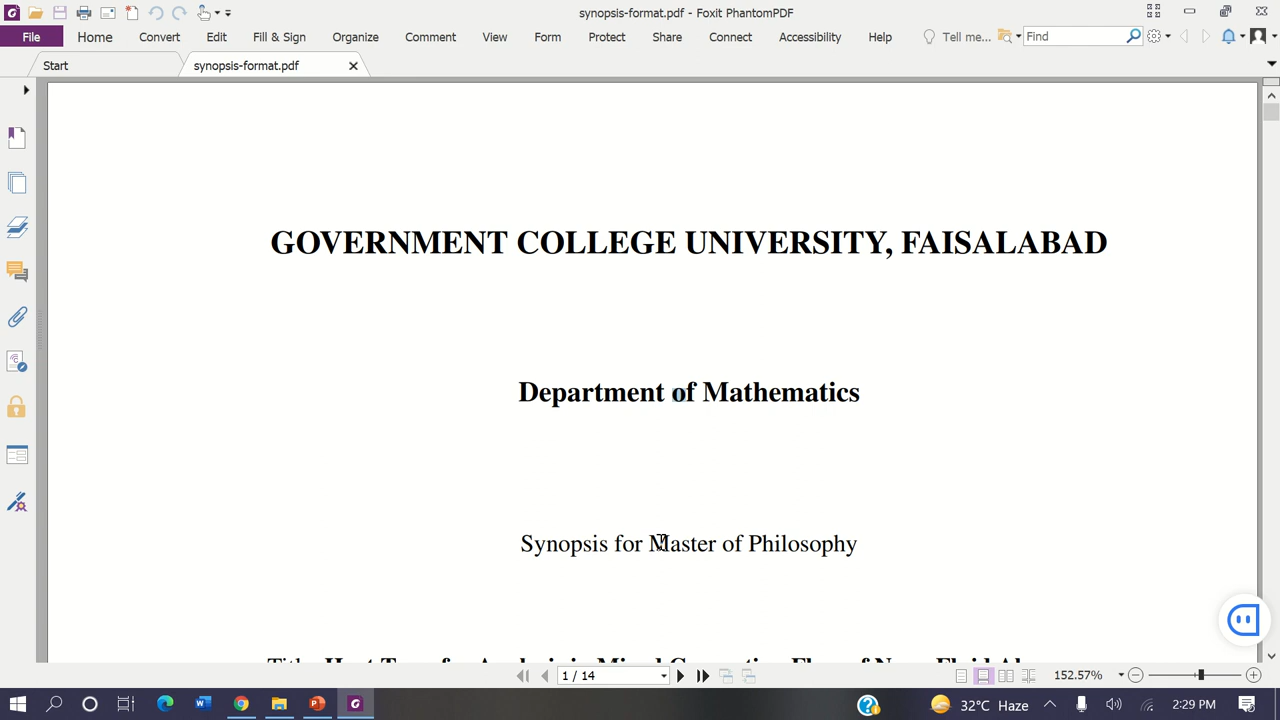 synopsis-format.pdf - Foxit PhantomPDF
File Home Convert Edit Fill & Sign Organize Comment View Form Protect Share Connect Accessibility Help Tell me... Find
Start synopsis-format.pdf
GOVERNMENT COLLEGE UNIVERSITY, FAISALABAD
Department of Mathematics
Synopsis for Master of Philosophy
1 / 14 152.57%
32°C Haze 2:29 PM